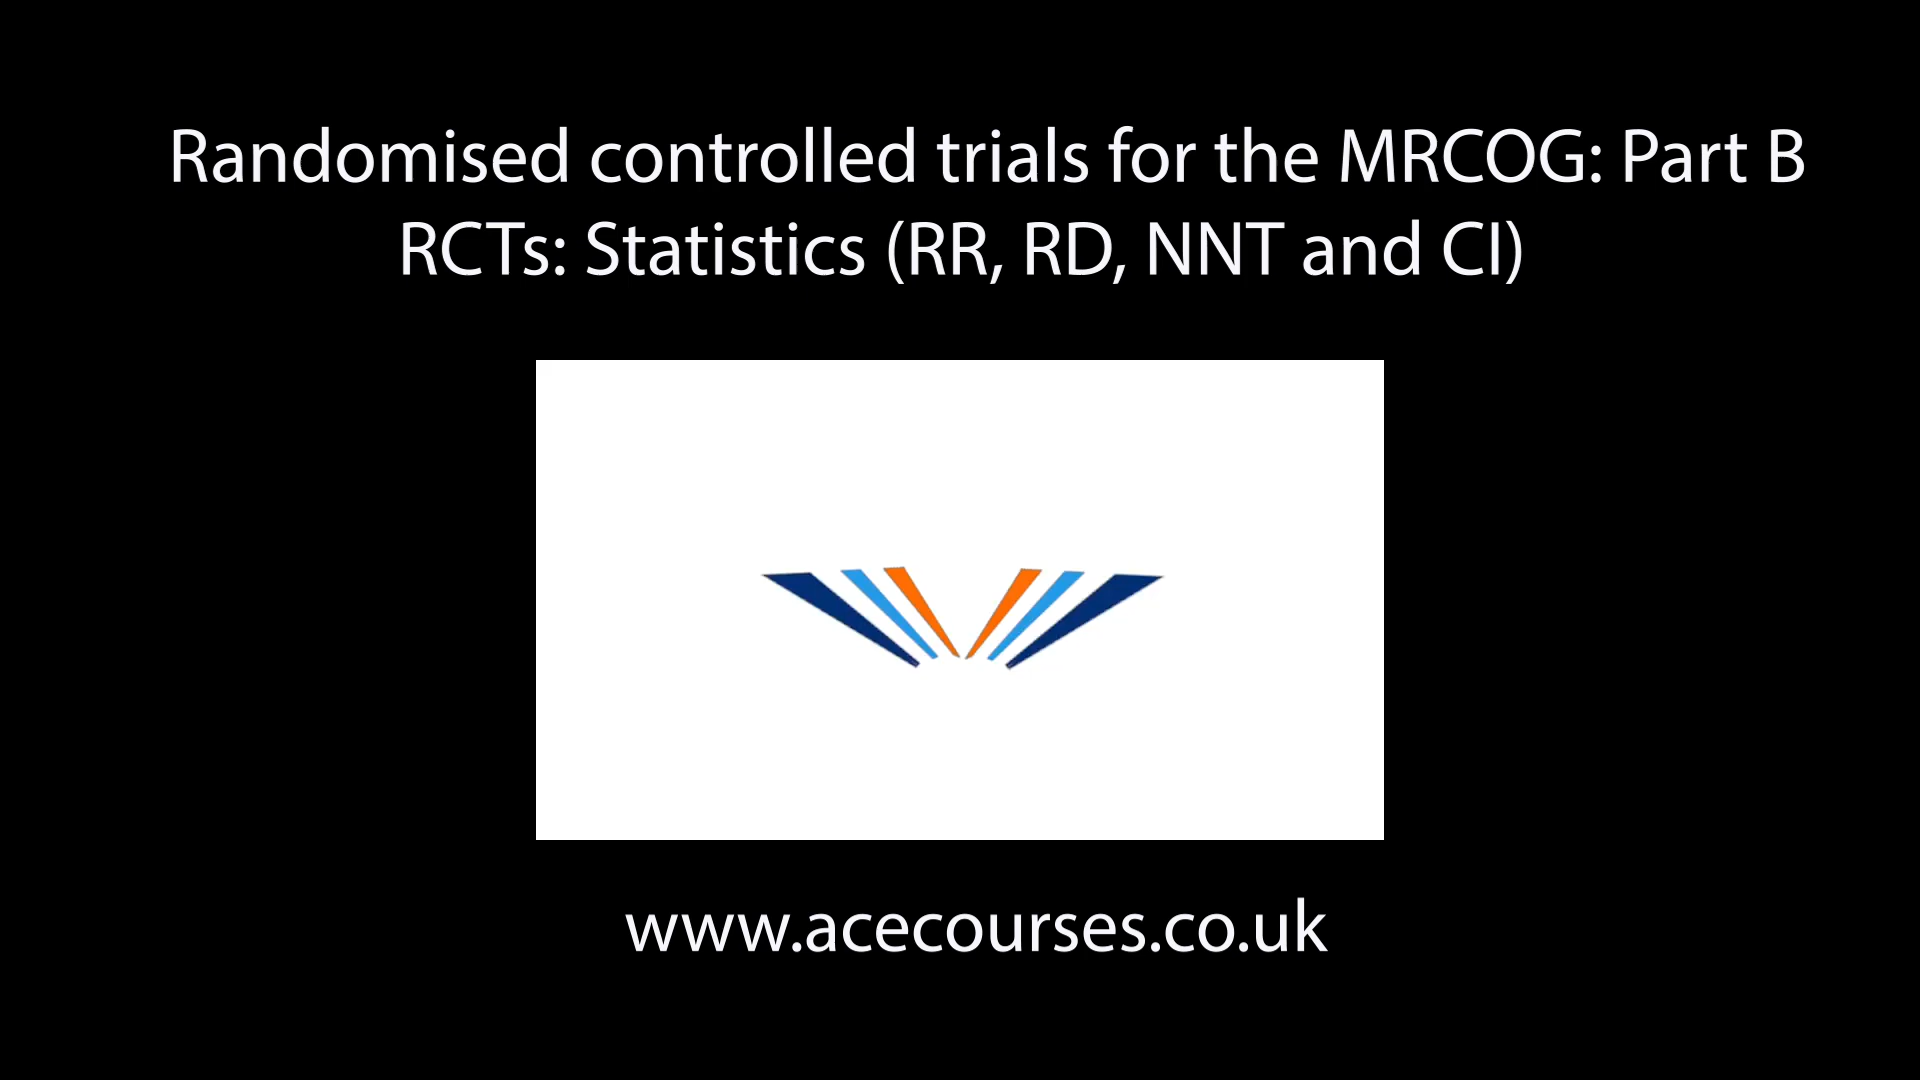 Randomised controlled trials for the MRCOG: Part B
RCTs: Statistics (RR, RD, NNT and CI)
www.acecourses.co.uk